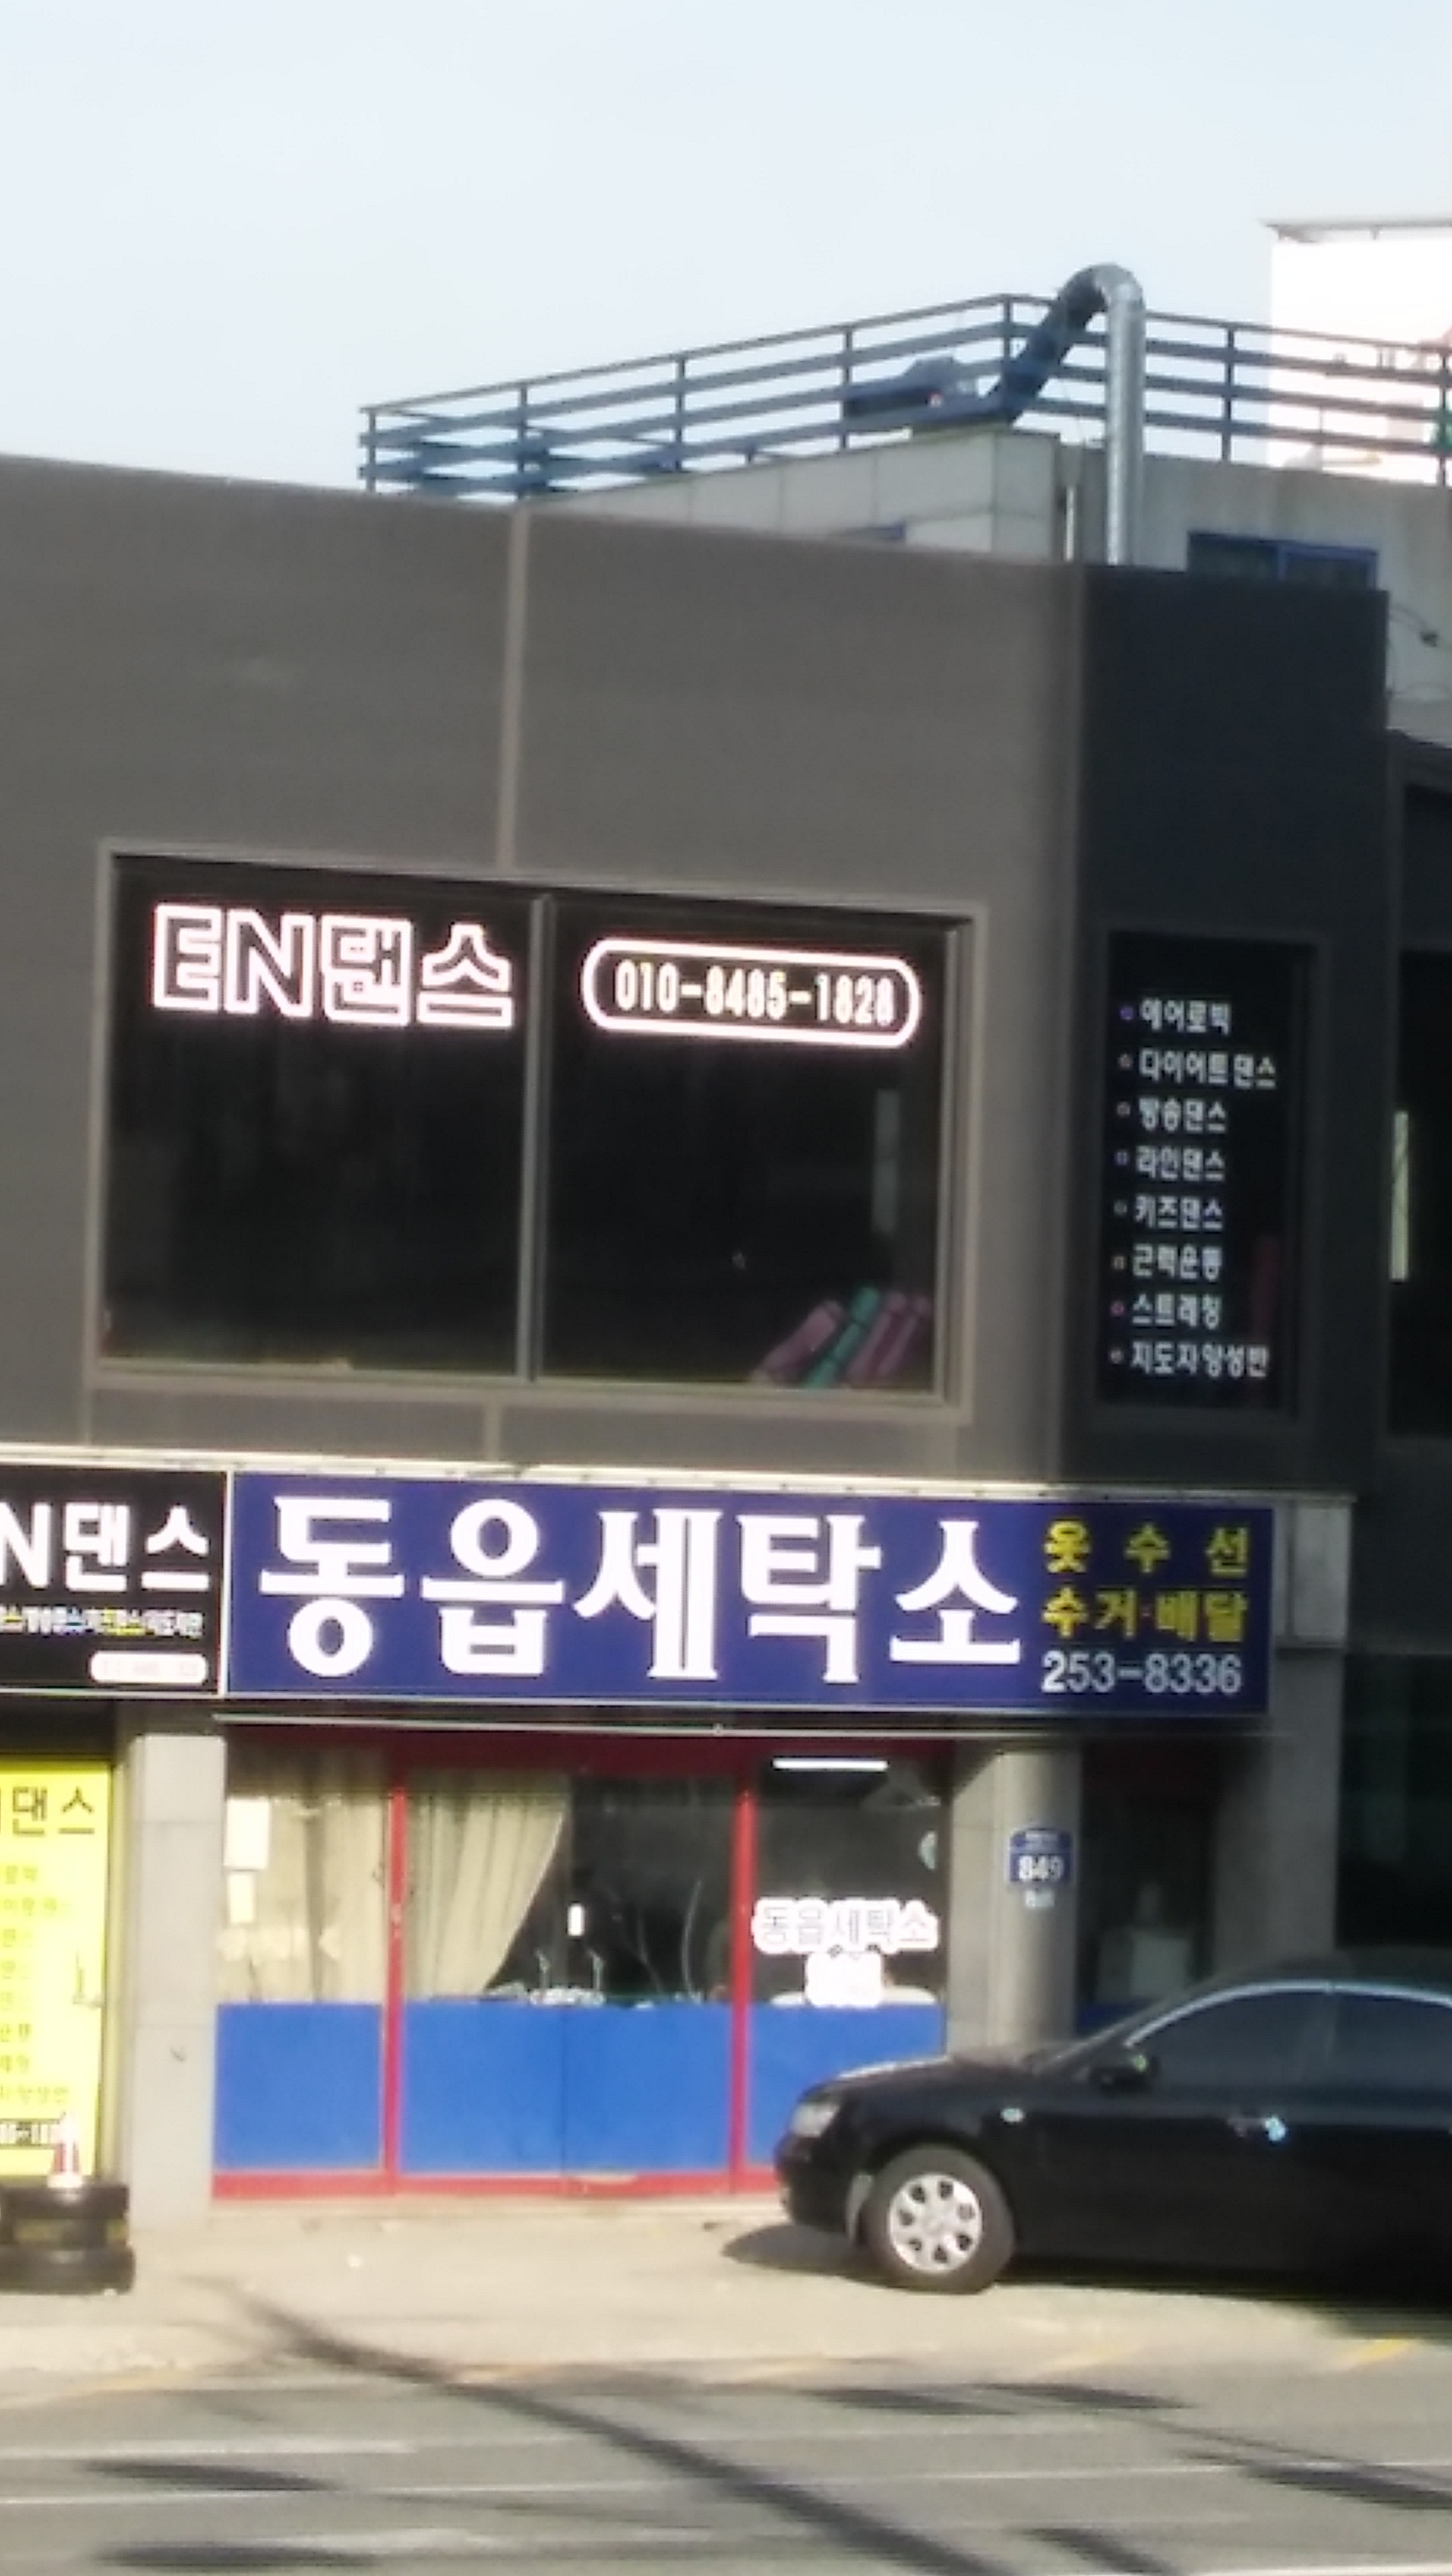 EN댄스
010-8485-1828
에어로빅
다이어트댄스
방송댄스
라인댄스
키즈댄스
근력운동
스트레칭
지도자양성반
N댄스
동읍세탁소
옷수선
수거·배달
253-8336
댄스
849
동읍세탁소